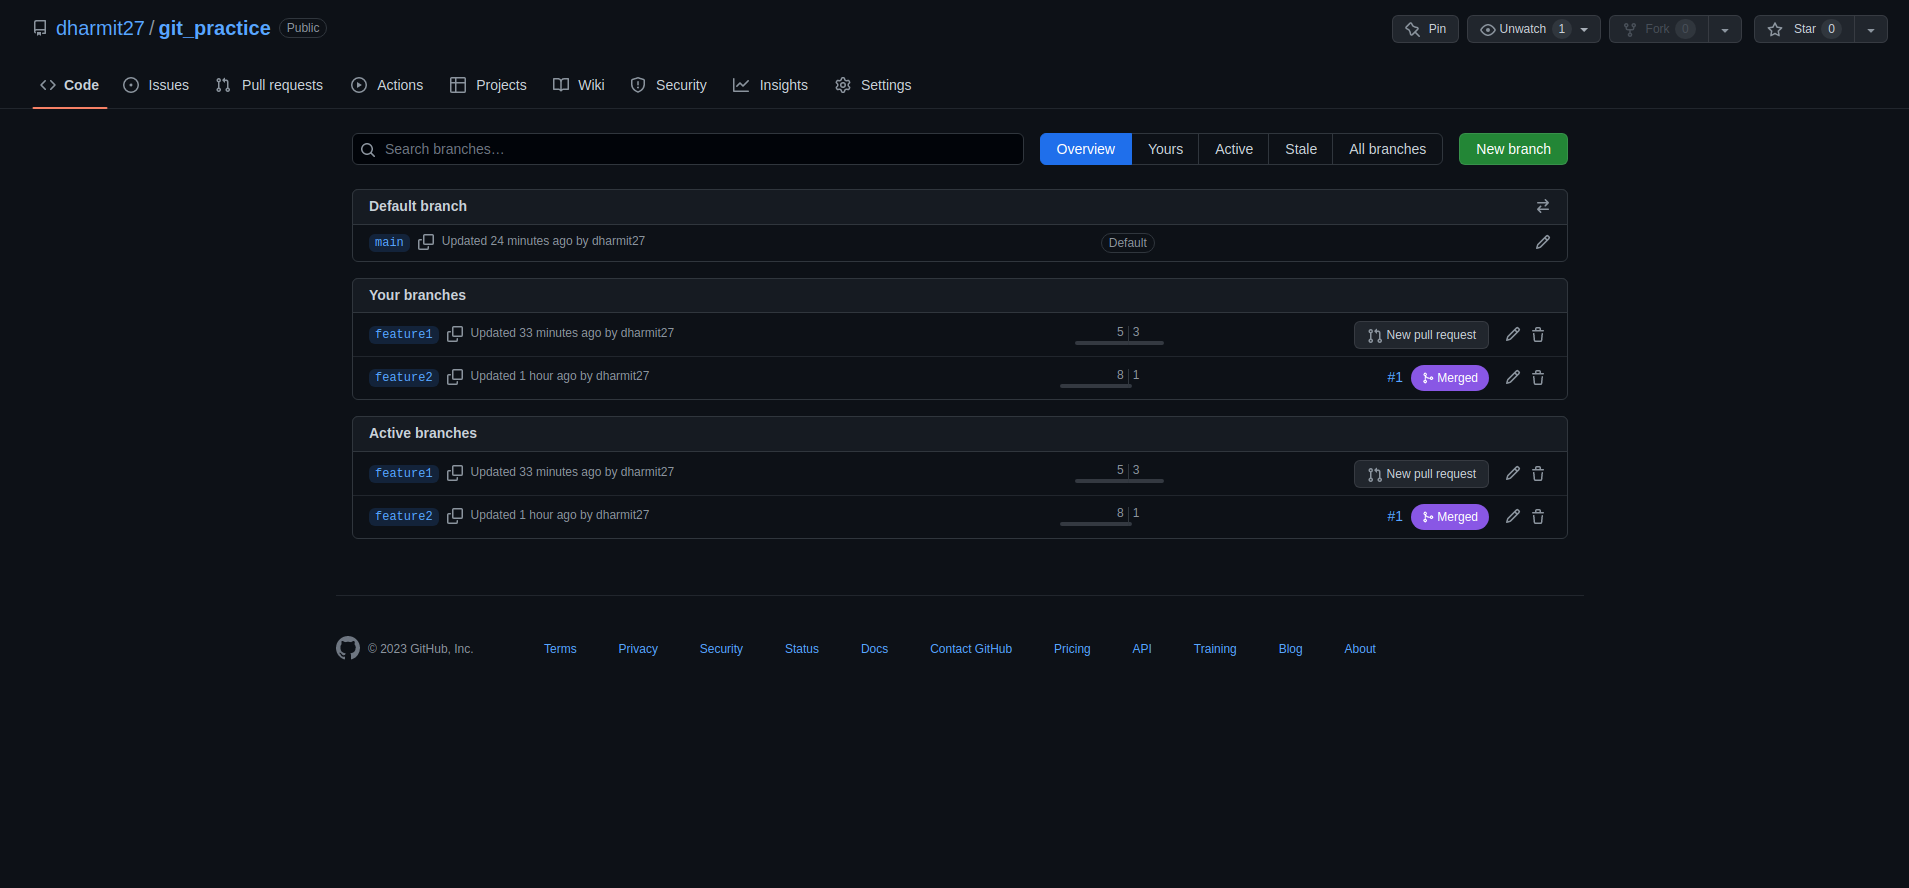 dharmit27 / git_practice Public Pin Unwatch 1 Fork 0 Star 0
Code Issues Pull requests Actions Projects Wiki Security Insights Settings
Search branches… Overview Yours Active Stale All branches New branch
Default branch
main Updated 24 minutes ago by dharmit27 Default
Your branches
feature1 Updated 33 minutes ago by dharmit27 5 3 New pull request
feature2 Updated 1 hour ago by dharmit27 8 1 #1 Merged
Active branches
feature1 Updated 33 minutes ago by dharmit27 5 3 New pull request
feature2 Updated 1 hour ago by dharmit27 8 1 #1 Merged
© 2023 GitHub, Inc. Terms Privacy Security Status Docs Contact GitHub Pricing API Training Blog About